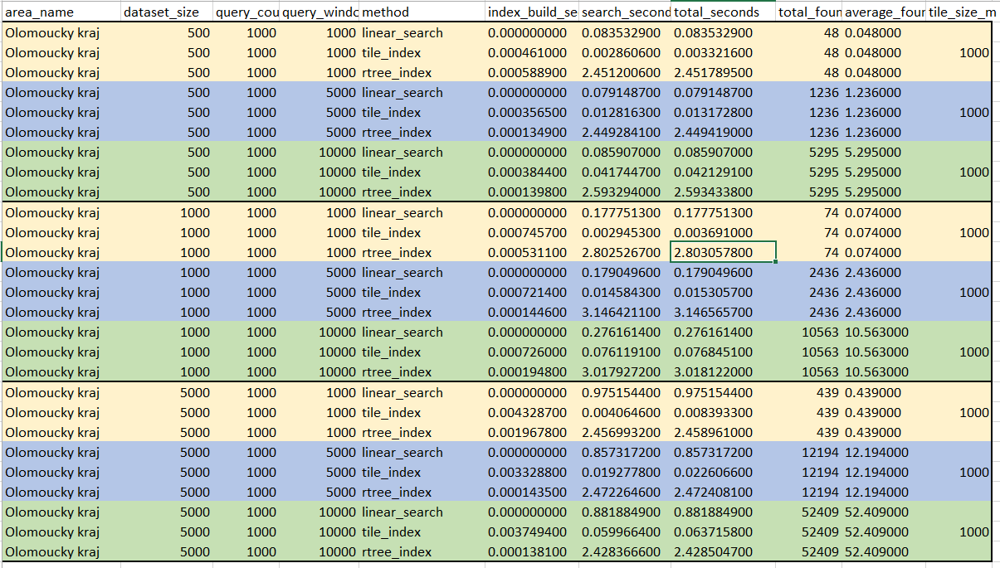 area_name dataset_size query_cou query_windo method index_build_se search_second total_seconds total_foun average_four tile_size_m
Olomoucky kraj 500 1000 1000 linear_search 0.000000000 0.083532900 0.083532900 48 0.048000
Olomoucky kraj 500 1000 1000 tile_index 0.000461000 0.002860600 0.003321600 48 0.048000 1000
Olomoucky kraj 500 1000 1000 rtree_index 0.000588900 2.451200600 2.451789500 48 0.048000
Olomoucky kraj 500 1000 5000 linear_search 0.000000000 0.079148700 0.079148700 1236 1.236000
Olomoucky kraj 500 1000 5000 tile_index 0.000356500 0.012816300 0.013172800 1236 1.236000 1000
Olomoucky kraj 500 1000 5000 rtree_index 0.000134900 2.449284100 2.449419000 1236 1.236000
Olomoucky kraj 500 1000 10000 linear_search 0.000000000 0.085907000 0.085907000 5295 5.295000
Olomoucky kraj 500 1000 10000 tile_index 0.000384400 0.041744700 0.042129100 5295 5.295000 1000
Olomoucky kraj 500 1000 10000 rtree_index 0.000139800 2.593294000 2.593433800 5295 5.295000
Olomoucky kraj 1000 1000 1000 linear_search 0.000000000 0.177751300 0.177751300 74 0.074000
Olomoucky kraj 1000 1000 1000 tile_index 0.000745700 0.002945300 0.003691000 74 0.074000 1000
Olomoucky kraj 1000 1000 1000 rtree_index 0.000531100 2.802526700 2.803057800 74 0.074000
Olomoucky kraj 1000 1000 5000 linear_search 0.000000000 0.179049600 0.179049600 2436 2.436000
Olomoucky kraj 1000 1000 5000 tile_index 0.000721400 0.014584300 0.015305700 2436 2.436000 1000
Olomoucky kraj 1000 1000 5000 rtree_index 0.000144600 3.146421100 3.146565700 2436 2.436000
Olomoucky kraj 1000 1000 10000 linear_search 0.000000000 0.276161400 0.276161400 10563 10.563000
Olomoucky kraj 1000 1000 10000 tile_index 0.000726000 0.076119100 0.076845100 10563 10.563000 1000
Olomoucky kraj 1000 1000 10000 rtree_index 0.000194800 3.017927200 3.018122000 10563 10.563000
Olomoucky kraj 5000 1000 1000 linear_search 0.000000000 0.975154400 0.975154400 439 0.439000
Olomoucky kraj 5000 1000 1000 tile_index 0.004328700 0.004064600 0.008393300 439 0.439000 1000
Olomoucky kraj 5000 1000 1000 rtree_index 0.001967800 2.456993200 2.458961000 439 0.439000
Olomoucky kraj 5000 1000 5000 linear_search 0.000000000 0.857317200 0.857317200 12194 12.194000
Olomoucky kraj 5000 1000 5000 tile_index 0.003328800 0.019277800 0.022606600 12194 12.194000 1000
Olomoucky kraj 5000 1000 5000 rtree_index 0.000143500 2.472264600 2.472408100 12194 12.194000
Olomoucky kraj 5000 1000 10000 linear_search 0.000000000 0.881884900 0.881884900 52409 52.409000
Olomoucky kraj 5000 1000 10000 tile_index 0.003749400 0.059966400 0.063715800 52409 52.409000 1000
Olomoucky kraj 5000 1000 10000 rtree_index 0.000138100 2.428366600 2.428504700 52409 52.409000